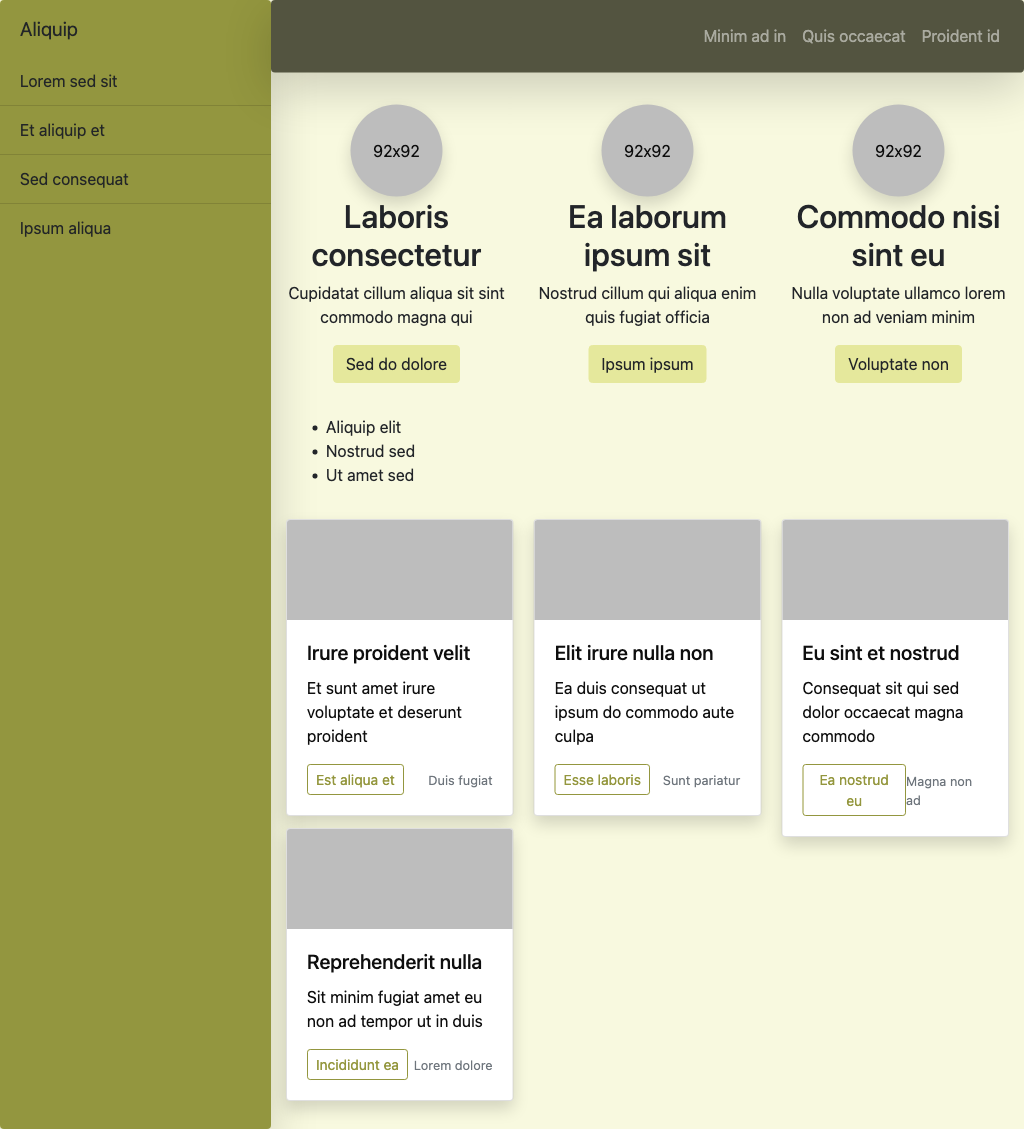 Aliquip
Lorem sed sit
Et aliquip et
Sed consequat
Ipsum aliqua
Minim ad in
Quis occaecat
Proident id
92x92
Laboris
consectetur
Cupidatat cillum aliqua sit sint
commodo magna qui
Sed do dolore
92x92
Ea laborum
ipsum sit
Nostrud cillum qui aliqua enim
quis fugiat officia
Ipsum ipsum
92x92
Commodo nisi
sint eu
Nulla voluptate ullamco lorem
non ad veniam minim
Voluptate non
Aliquip elit
Nostrud sed
Ut amet sed
Irure proident velit
Et sunt amet irure
voluptate et deserunt
proident
Est aliqua et
Duis fugiat
Elit irure nulla non
Ea duis consequat ut
ipsum do commodo aute
culpa
Esse laboris
Sunt pariatur
Eu sint et nostrud
Consequat sit qui sed
dolor occaecat magna
commodo
Ea nostrud
eu
Magna non
ad
Reprehenderit nulla
Sit minim fugiat amet eu
non ad tempor ut in duis
Incididunt ea
Lorem dolore